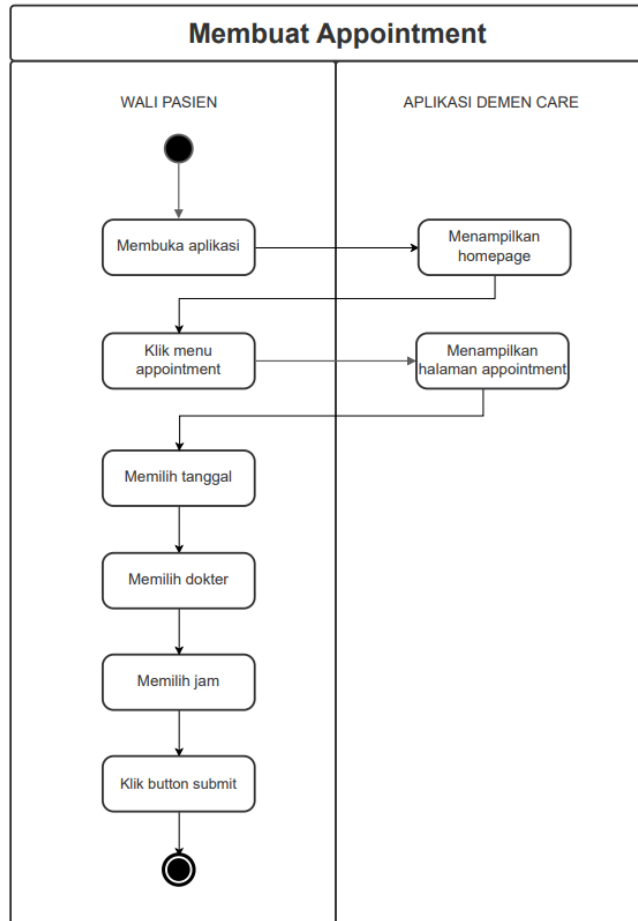 Membuat Appointment
WALI PASIEN
APLIKASI DEMEN CARE
Membuka aplikasi
Menampilkan
homepage
Klik menu
appointment
Menampilkan
halaman appointment
Memilih tanggal
Memilih dokter
Memilih jam
Klik button submit